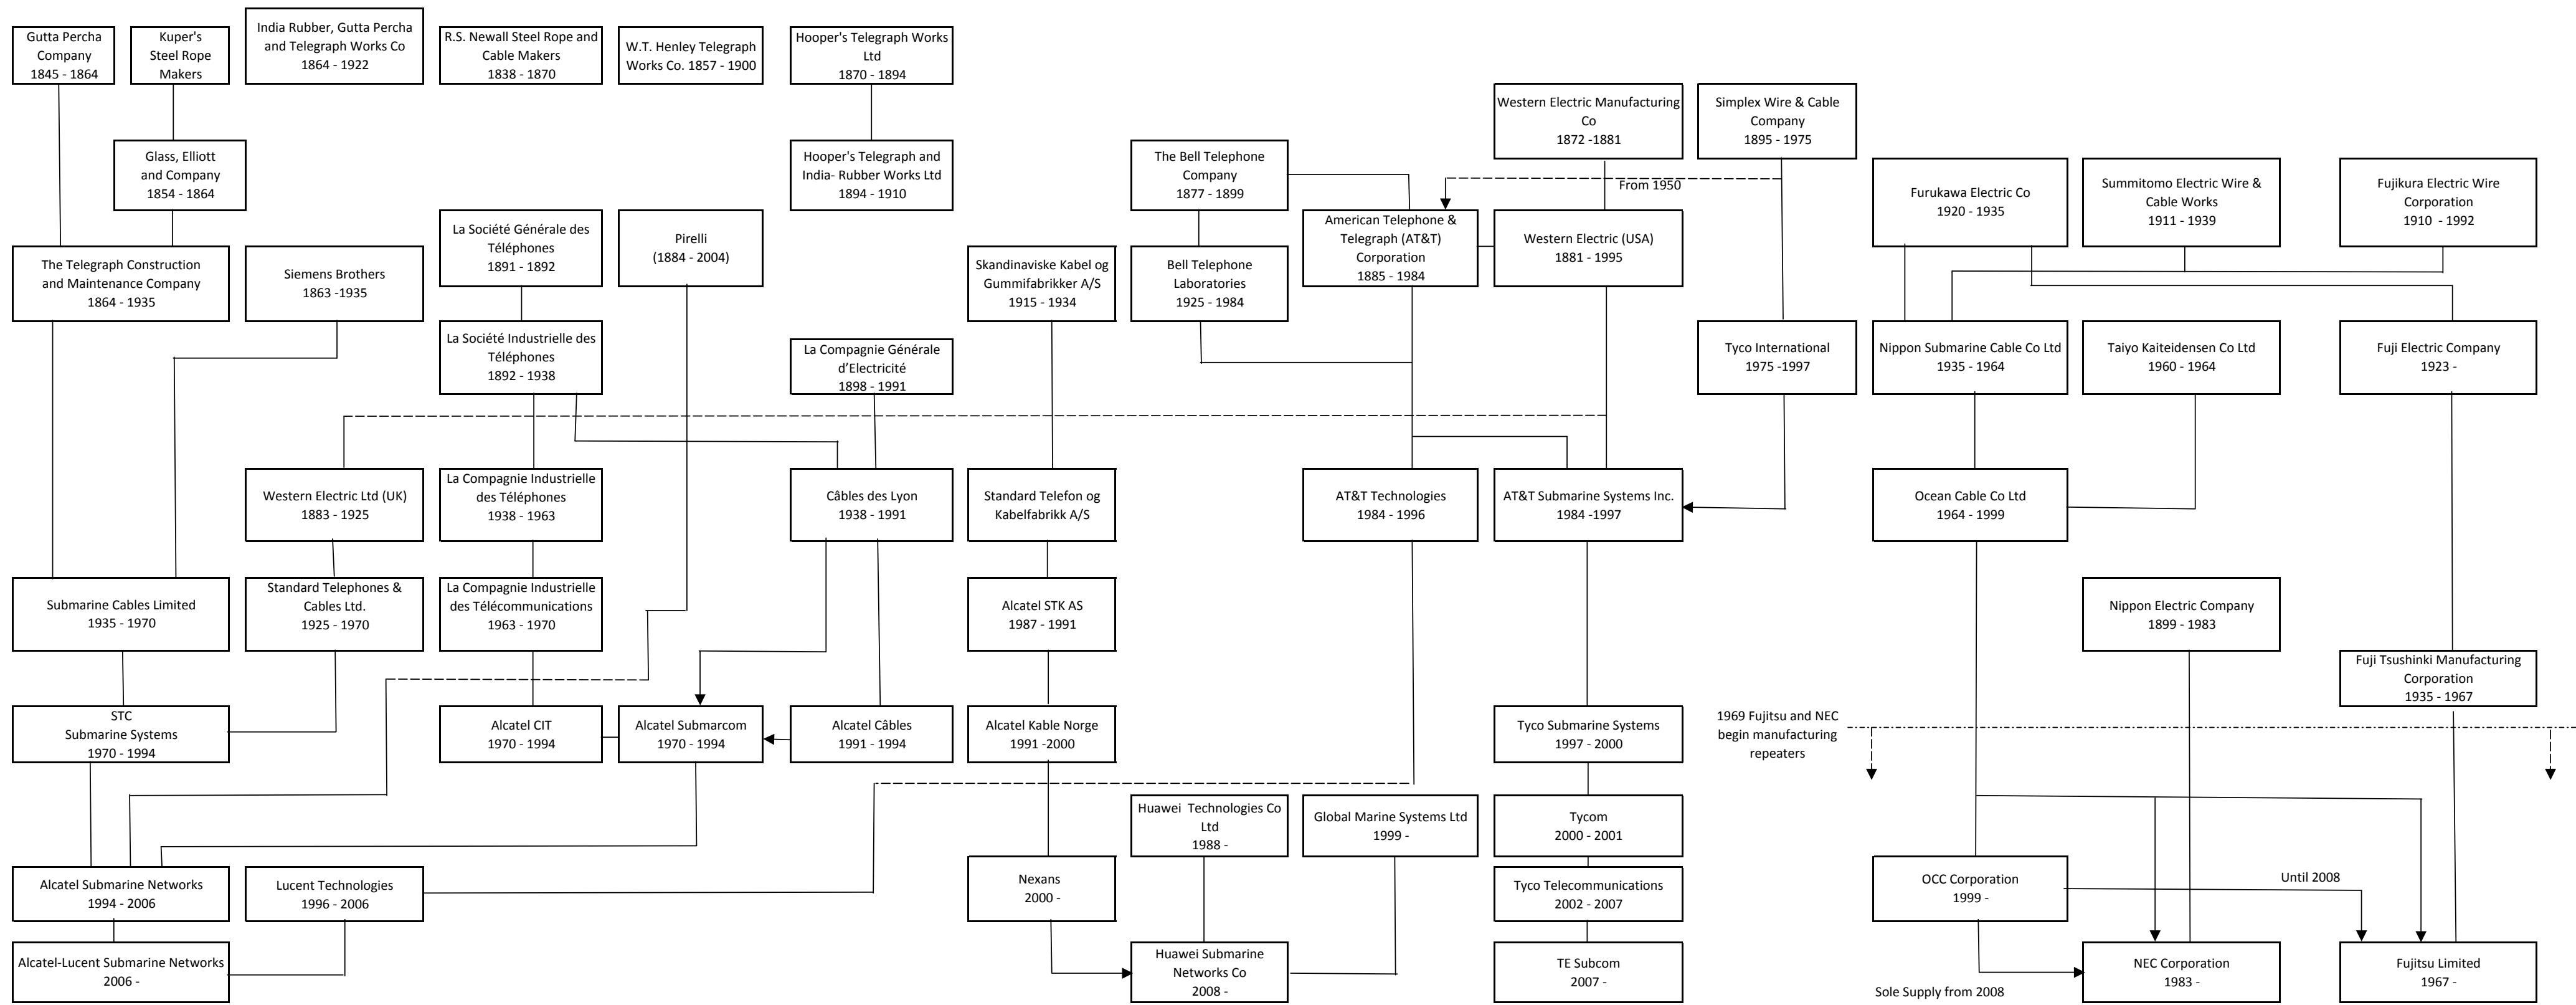 Gutta Percha
Company
1845 - 1864
Kuper's
Steel Rope
Makers
India Rubber, Gutta Percha
and Telegraph Works Co
1864 - 1922
R.S. Newall Steel Rope and
Cable Makers
1838 - 1870
W.T. Henley Telegraph
Works Co. 1857 - 1900
Hooper's Telegraph Works
Ltd
1870 - 1894
Western Electric Manufacturing
Co
1872 -1881
Simplex Wire & Cable
Company
1895 - 1975
Glass, Elliott
and Company
1854 - 1864
Hooper's Telegraph and
India- Rubber Works Ltd
1894 - 1910
The Bell Telephone
Company
1877 - 1899
From 1950
Furukawa Electric Co
1920 - 1935
Summitomo Electric Wire &
Cable Works
1911 - 1939
Fujikura Electric Wire
Corporation
1910  - 1992
La Société Générale des
Téléphones
1891 - 1892
Pirelli
(1884 - 2004)
American Telephone &
Telegraph (AT&T)
Corporation
1885 - 1984
Western Electric (USA)
1881 - 1995
The Telegraph Construction
and Maintenance Company
1864 - 1935
Siemens Brothers
1863 -1935
Skandinaviske Kabel og
Gummifabrikker A/S
1915 - 1934
Bell Telephone
Laboratories
1925 - 1984
La Société Industrielle des
Téléphones
1892 - 1938
La Compagnie Générale
d’Electricité
1898 - 1991
Tyco International
1975 -1997
Nippon Submarine Cable Co Ltd
1935 - 1964
Taiyo Kaiteidensen Co Ltd
1960 - 1964
Fuji Electric Company
1923 -
Western Electric Ltd (UK)
1883 - 1925
La Compagnie Industrielle
des Téléphones
1938 - 1963
Câbles des Lyon
1938 - 1991
Standard Telefon og
Kabelfabrikk A/S
AT&T Technologies
1984 - 1996
AT&T Submarine Systems Inc.
1984 -1997
Ocean Cable Co Ltd
1964 - 1999
Submarine Cables Limited
1935 - 1970
Standard Telephones &
Cables Ltd.
1925 - 1970
La Compagnie Industrielle
des Télécommunications
1963 - 1970
Alcatel STK AS
1987 - 1991
Nippon Electric Company
1899 - 1983
Fuji Tsushinki Manufacturing
Corporation
1935 - 1967
STC
Submarine Systems
1970 - 1994
Alcatel CIT
1970 - 1994
Alcatel Submarcom
1970 - 1994
Alcatel Câbles
1991 - 1994
Alcatel Kable Norge
1991 -2000
Tyco Submarine Systems
1997 - 2000
1969 Fujitsu and NEC
begin manufacturing
repeaters
Huawei  Technologies Co
Ltd
1988 -
Global Marine Systems Ltd
1999 -
Tycom
2000 - 2001
Alcatel Submarine Networks
1994 - 2006
Lucent Technologies
1996 - 2006
Nexans
2000 -
Tyco Telecommunications
2002 - 2007
OCC Corporation
1999 -
Until 2008
Alcatel-Lucent Submarine Networks
2006 -
Huawei Submarine
Networks Co
2008 -
TE Subcom
2007 -
Sole Supply from 2008
NEC Corporation
1983 -
Fujitsu Limited
1967 -